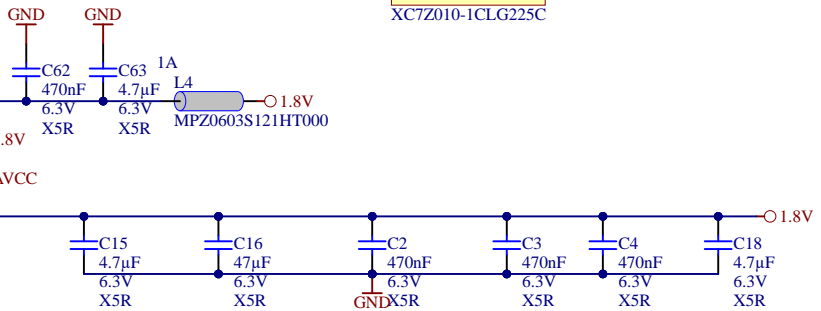 XC7Z010-1CLG225C
GND
GND
C62
470nF
6.3V
X5R
C63
4.7µF
6.3V
X5R
1A
L4
MPZ0603S121HT000
1.8V
.8V
AVCC
1.8V
C15
4.7µF
6.3V
X5R
C16
47µF
6.3V
X5R
C2
470nF
6.3V
X5R
GND
C3
470nF
6.3V
X5R
C4
470nF
6.3V
X5R
C18
4.7µF
6.3V
X5R